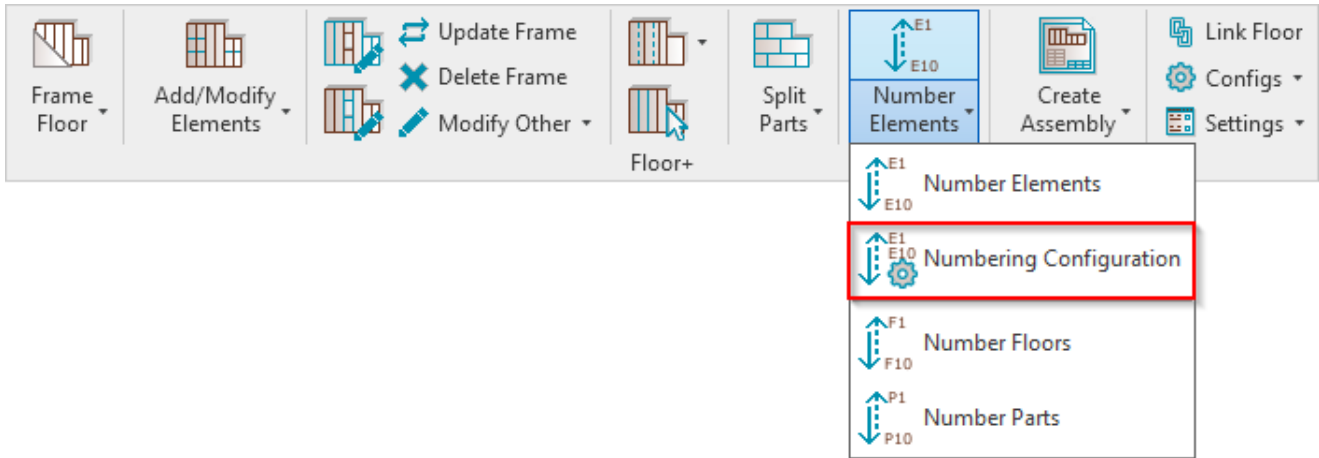 Frame
Floor
Add/Modify
Elements
Update Frame
Delete Frame
Modify Other
Split
Parts
E1
E10
Number
Elements
Create
Assembly
Link Floor
Configs
Settings
Floor+
E1
E10
Number Elements
E1
E10
Numbering Configuration
F1
F10
Number Floors
P1
P10
Number Parts